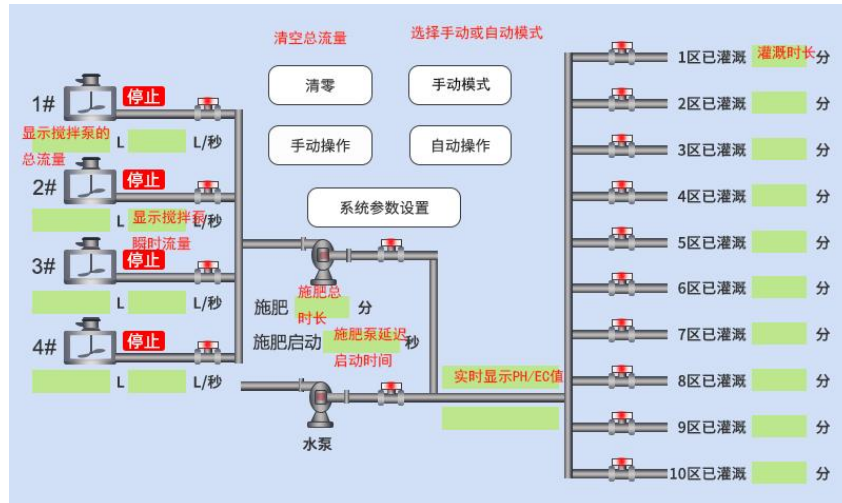 清空总流量
选择手动或自动模式
清零
手动模式
手动操作
自动操作
系统参数设置
1#
停止
显示搅拌泵的
总流量
L
L/秒
2#
停止
L
显示搅拌泵
瞬时流量
L/秒
3#
停止
L
L/秒
4#
停止
L
L/秒
施肥
施肥总
时长
分
施肥启动
施肥泵延迟
启动时间
秒
水泵
实时显示PH/EC值
1区已灌溉 灌溉时长 分
2区已灌溉 分
3区已灌溉 分
4区已灌溉 分
5区已灌溉 分
6区已灌溉 分
7区已灌溉 分
8区已灌溉 分
9区已灌溉 分
10区已灌溉 分